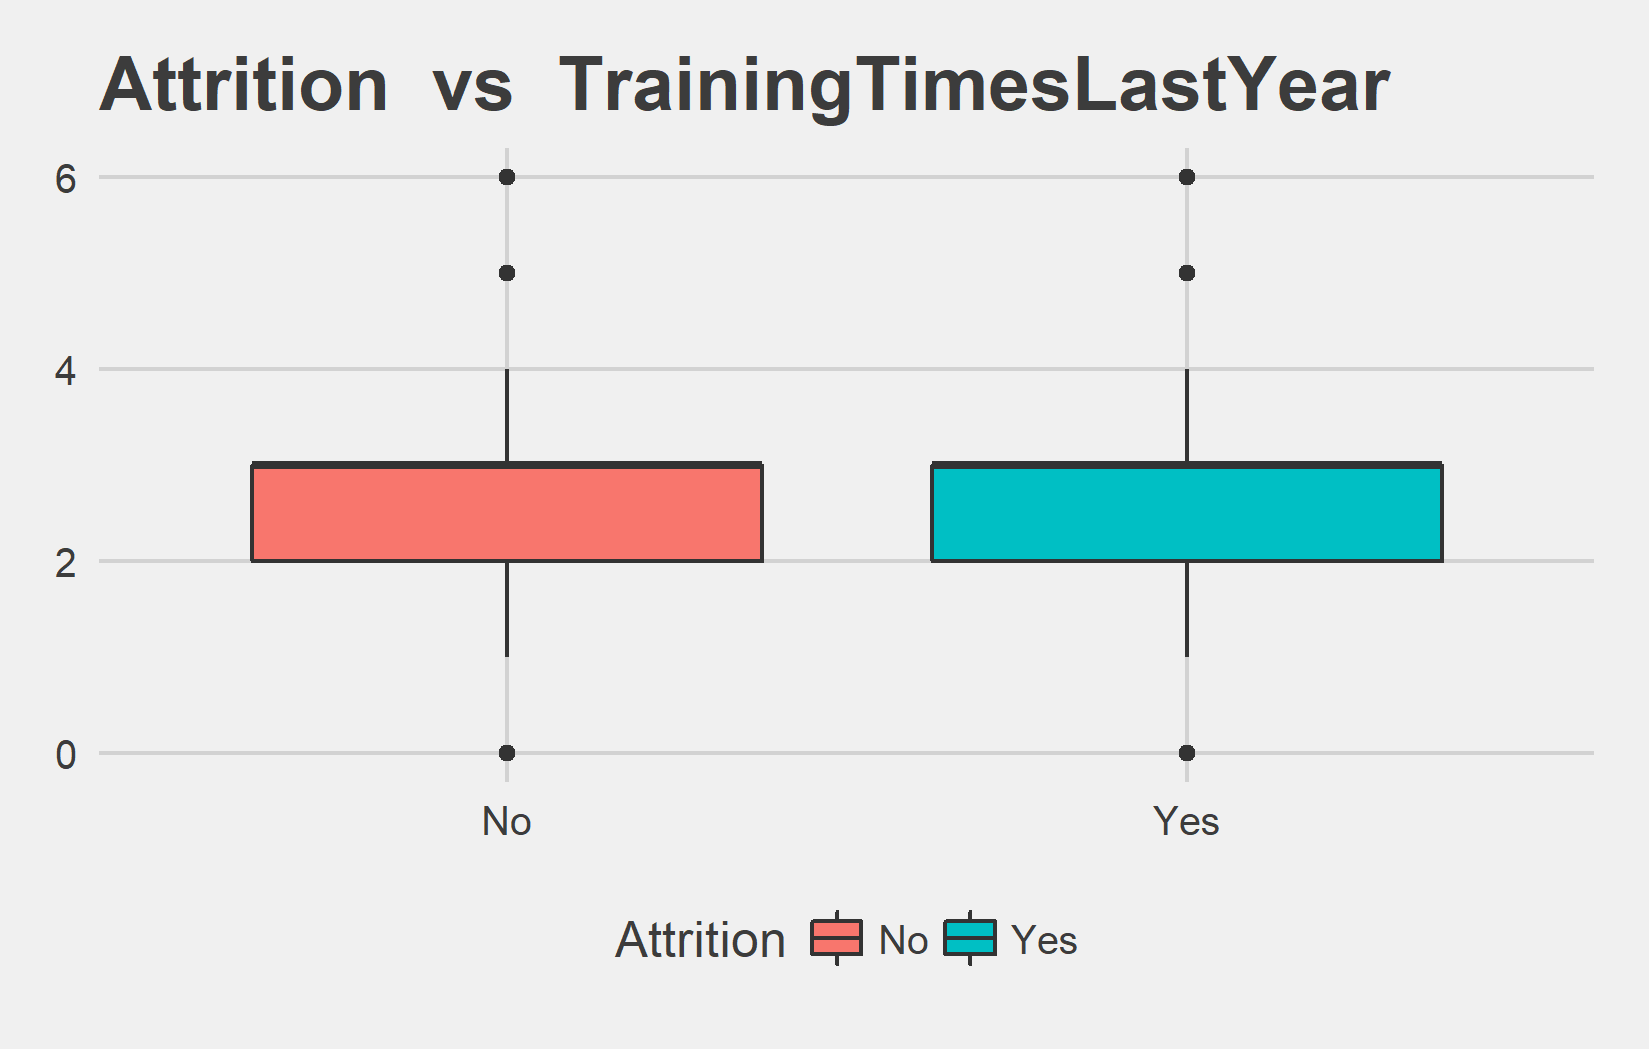 Attrition vs TrainingTimesLastYear
6
4
2
0
No Yes
Attrition No Yes